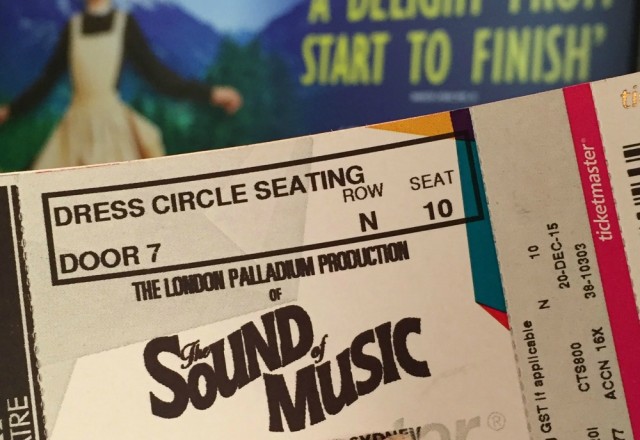 A DELIGHT FROM
START TO FINISH'
DRESS CIRCLE SEATING
ROW SEAT
N 10
DOOR 7
THE LONDON PALLADIUM PRODUCTION
OF
The SOUND of MUSIC
SYDNEY
ticketmaster®
GST if applicable N 10
CTS800 20-DEC-15
ACCN 16X 38-10303